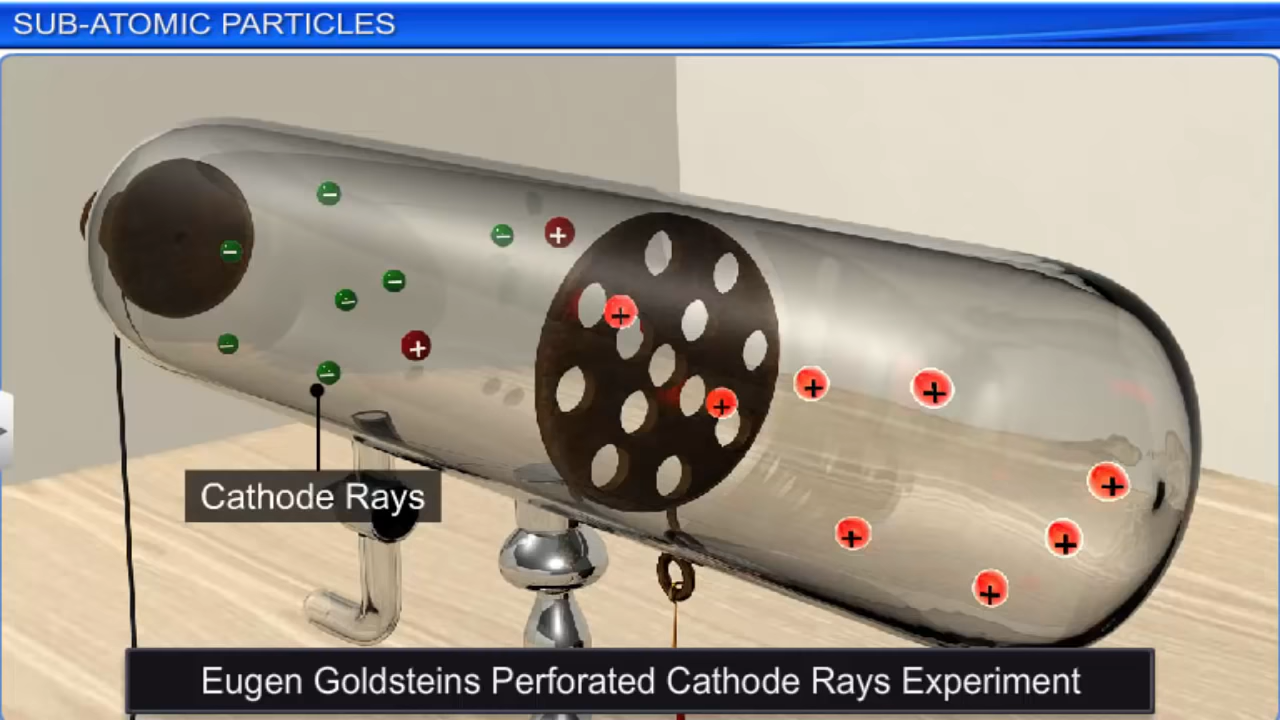 SUB-ATOMIC PARTICLES
Cathode Rays
Eugen Goldsteins Perforated Cathode Rays Experiment